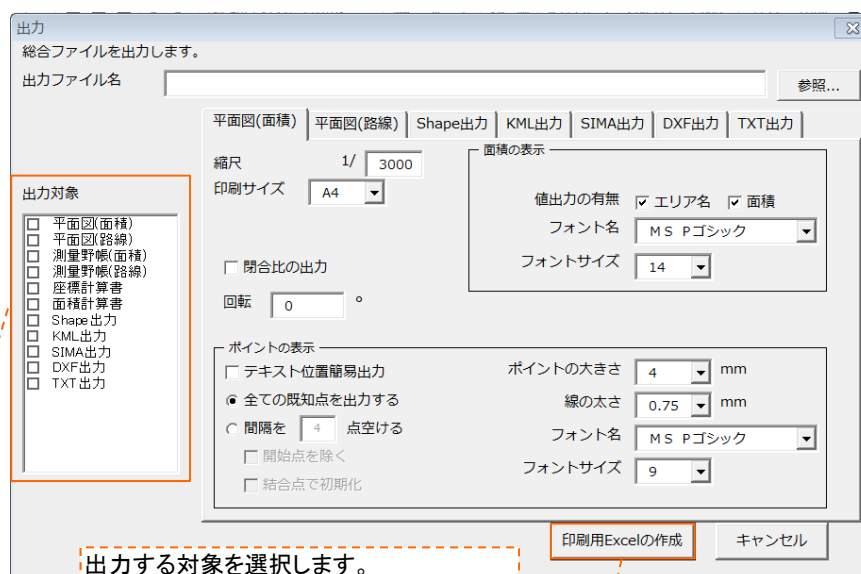 出力
総合ファイルを出力します。
出力ファイル名
参照...
平面図(面積) 平面図(路線) Shape出力 KML出力 SIMA出力 DXF出力 TXT出力
縮尺 1/ 3000
印刷サイズ A4
面積の表示
値出力の有無 エリア名 面積
フォント名 ＭＳ Ｐゴシック
フォントサイズ 14
閉合比の出力
回転 0 °
出力対象
平面図(面積)
平面図(路線)
測量野帳(面積)
測量野帳(路線)
座標計算書
面積計算書
Shape出力
KML出力
SIMA出力
DXF出力
TXT出力
ポイントの表示
テキスト位置簡易出力
全ての既知点を出力する
間隔を 4 点空ける
開始点を除く
結合点で初期化
ポイントの大きさ 4 mm
線の太さ 0.75 mm
フォント名 ＭＳ Ｐゴシック
フォントサイズ 9
印刷用Excelの作成 キャンセル
出力する対象を選択します。